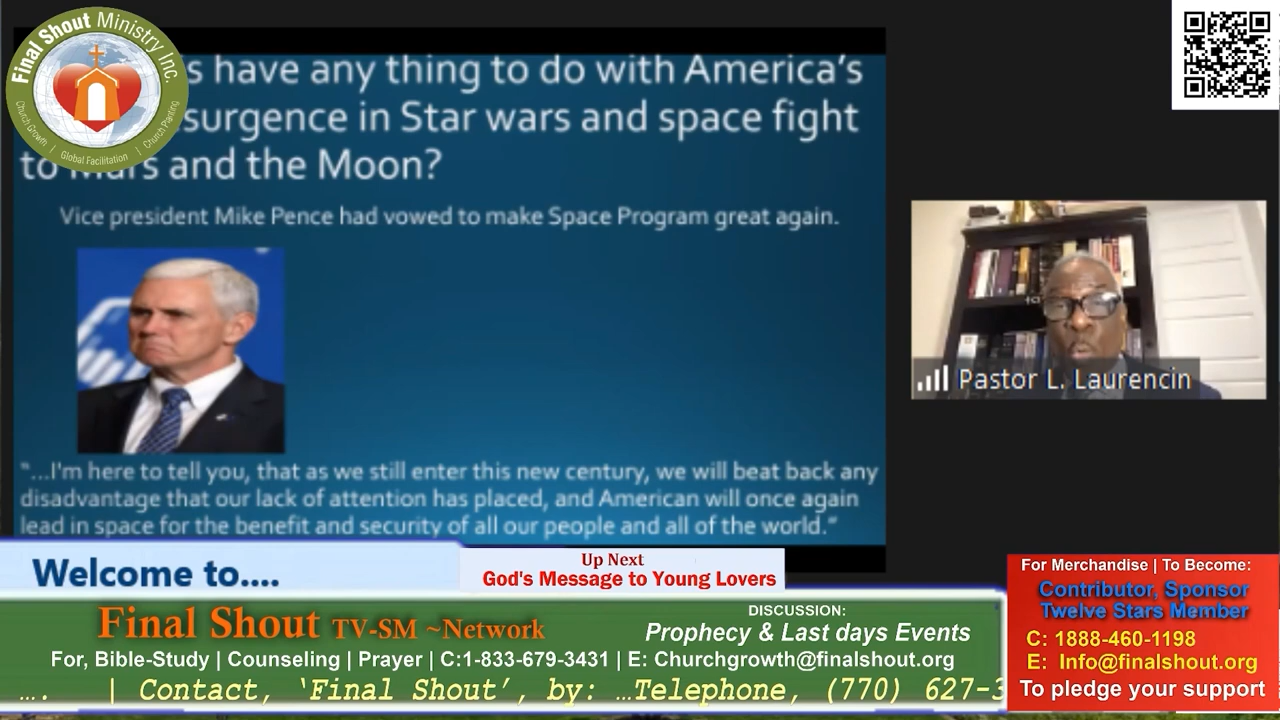 Final Shout Ministry Inc.
Church Growth | Global Facilitation | Church Planting
s have any thing to do with America's
surgence in Star wars and space fight
to Mars and the Moon?
Vice president Mike Pence had vowed to make Space Program great again.
"...I'm here to tell you, that as we still enter this new century, we will beat back any
disadvantage that our lack of attention has placed, and American will once again
lead in space for the benefit and security of all our people and all of the world."
Pastor L. Laurencin
Welcome to....
Up Next
God's Message to Young Lovers
Final Shout TV-SM ~Network
DISCUSSION:
Prophecy & Last days Events
For, Bible-Study | Counseling | Prayer | C:1-833-679-3431 | E: Churchgrowth@finalshout.org
.... | Contact, 'Final Shout', by: ...Telephone, (770) 627-3
For Merchandise | To Become:
Contributor, Sponsor
Twelve Stars Member
C: 1888-460-1198
E: Info@finalshout.org
To pledge your support